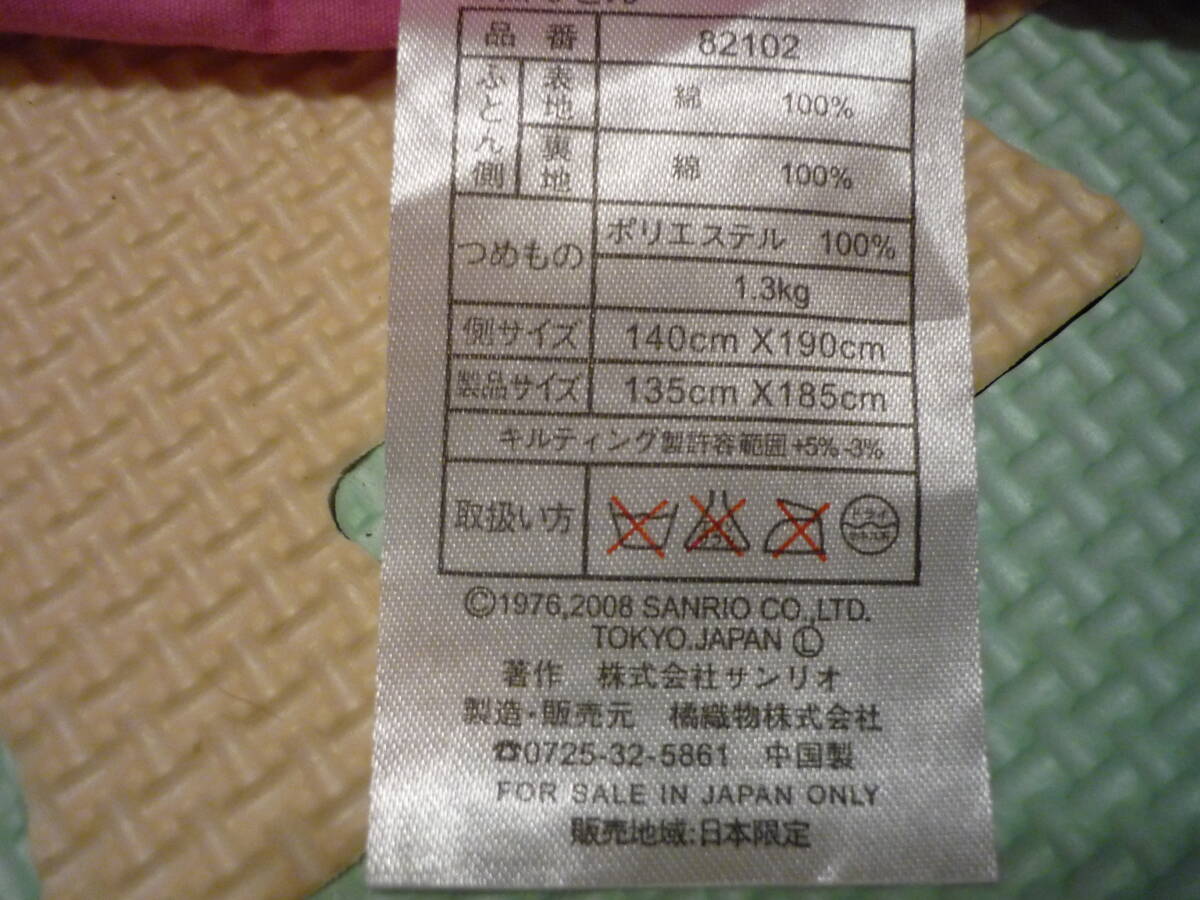 品番 82102
ふとん側 表地 綿 100%
裏地 綿 100%
つめもの ポリエステル 100%
1.3kg
側サイズ 140cm X190cm
製品サイズ 135cm X185cm
キルティング製許容範囲 +5% -3%
取扱い方
ドライ
©1976,2008 SANRIO CO.,LTD.
TOKYO.JAPAN Ⓛ
著作 株式会社サンリオ
製造・販売元 橘織物株式会社
☎0725-32-5861 中国製
FOR SALE IN JAPAN ONLY
販売地域:日本限定